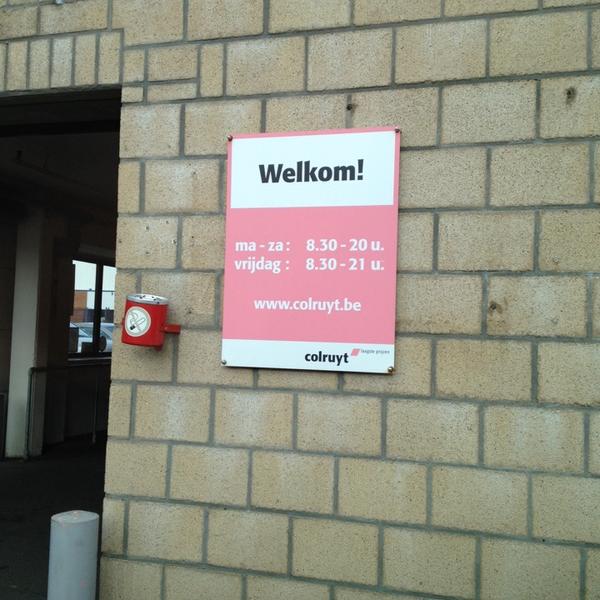 Welkom!
ma - za : 8.30 - 20 u.
vrijdag : 8.30 - 21 u.
www.colruyt.be
colruyt laagste prijzen